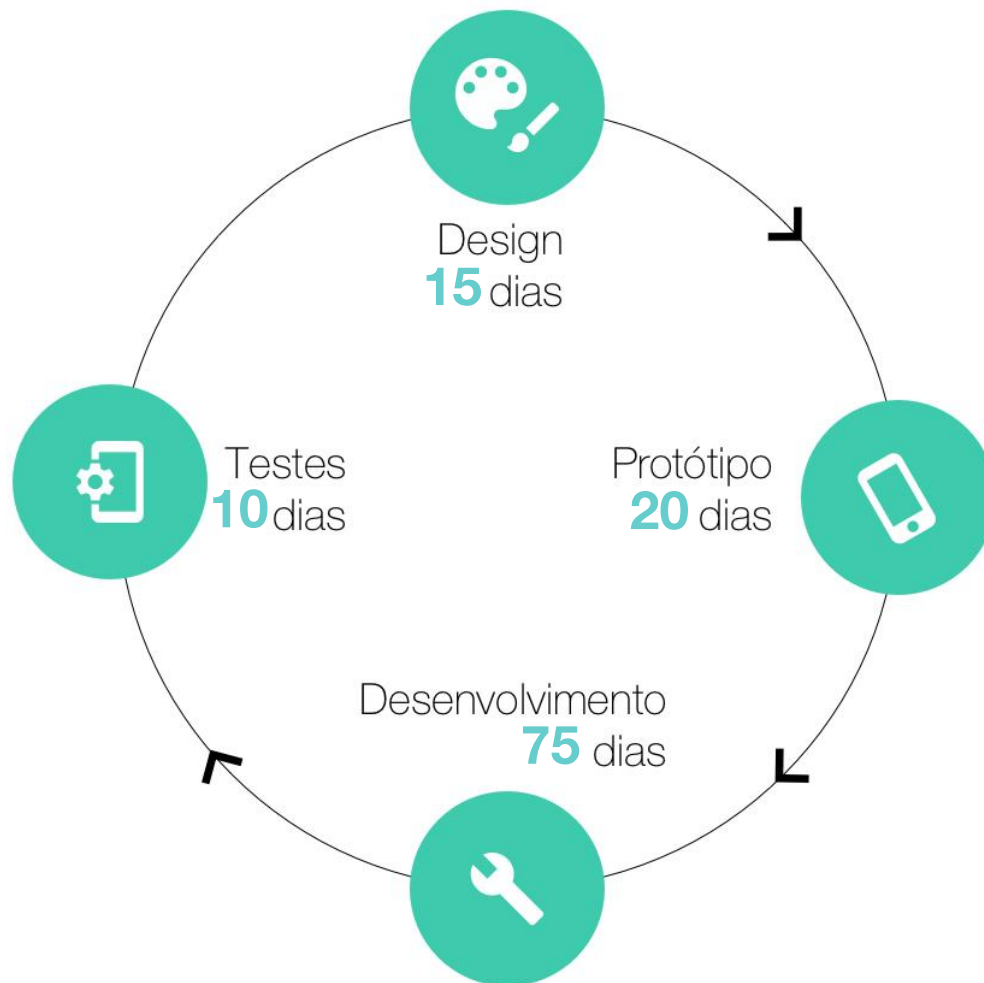 Design
15 dias
Testes
10 dias
Protótipo
20 dias
Desenvolvimento
75 dias